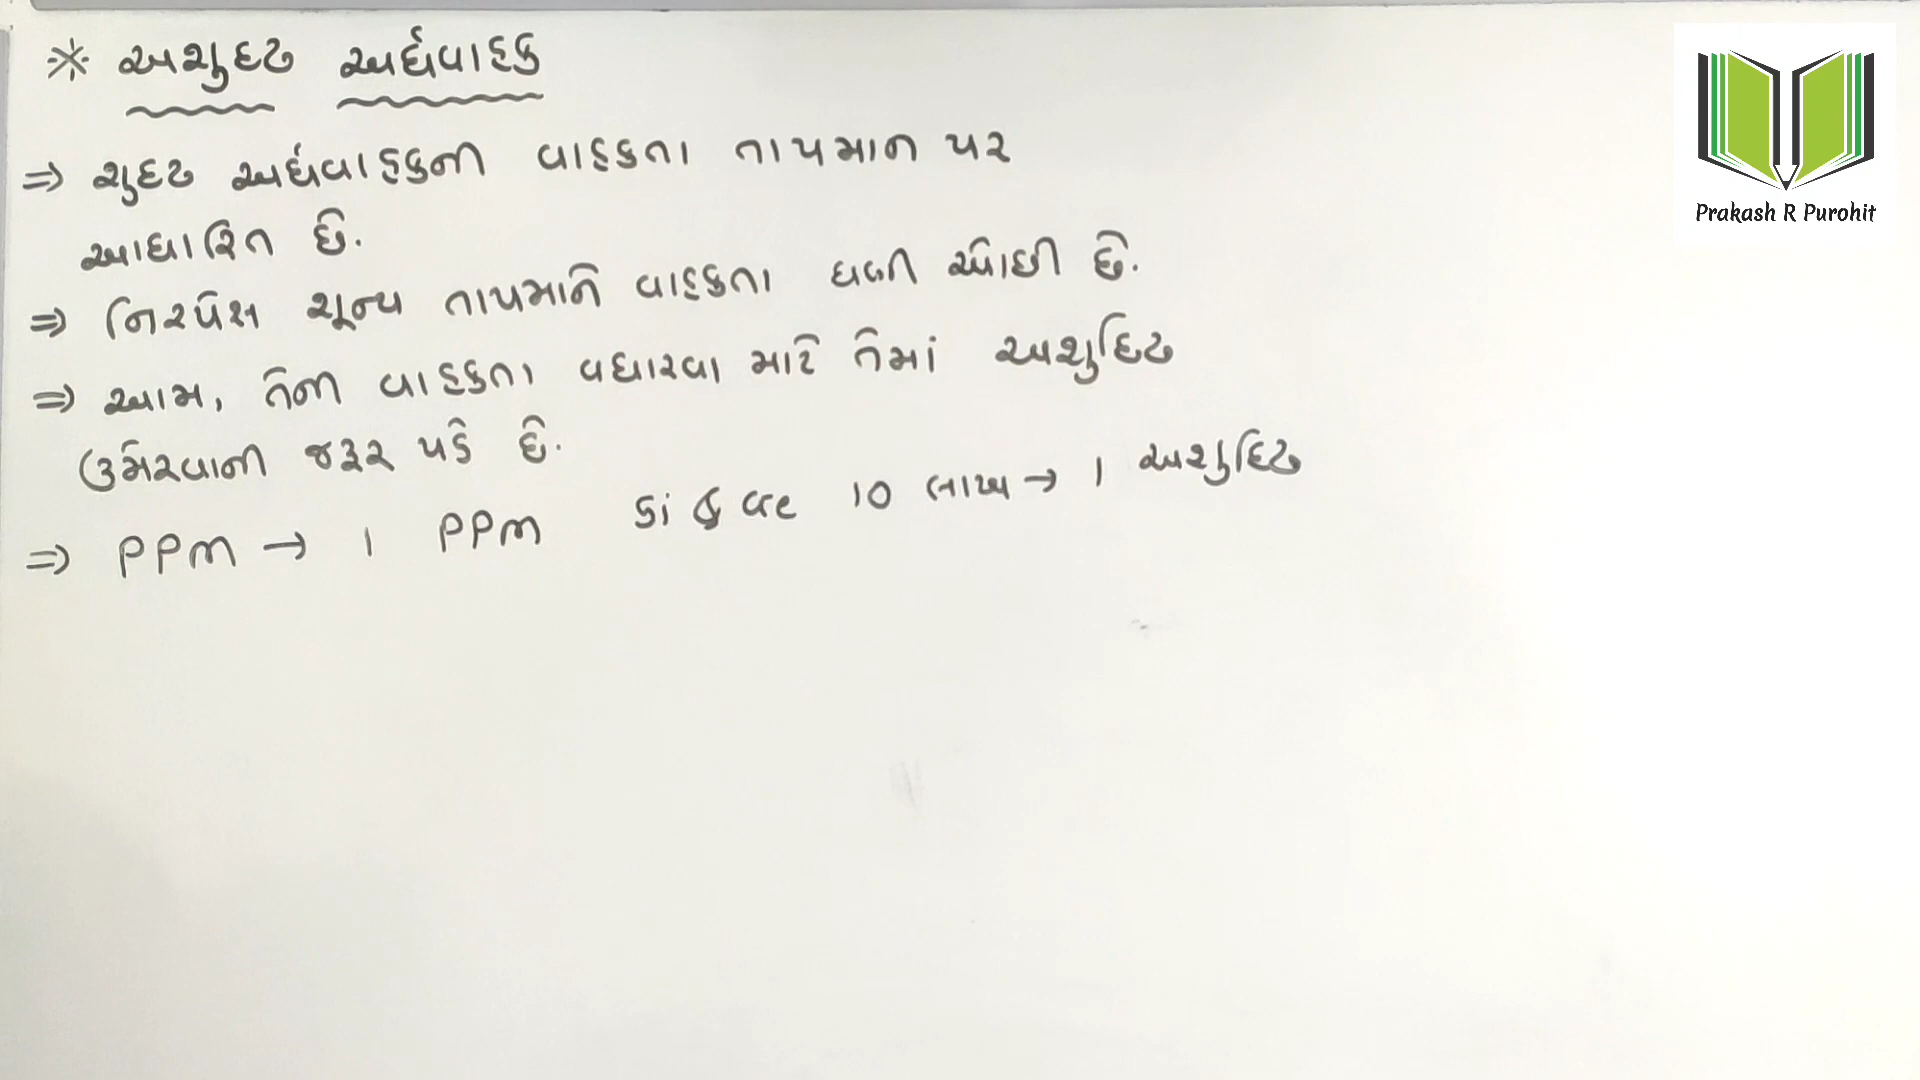 ※ અશુદ્ધ અર્ધવાહક
⇒ શુદ્ધ અર્ધવાહકની વાહકતા તાપમાન પર
આધારિત છે.
⇒ નિરપેક્ષ શૂન્ય તાપમાને વાહકતા ઘણી ઓછી છે.
⇒ આમ, તેની વાહકતા વધારવા માટે તેમાં અશુદ્ધિ
ઉમેરવાની જરૂર પડે છે.
⇒ PPM → 1 PPM Si કે Ge 10 લાખ → 1 અશુદ્ધિ
Prakash R Purohit